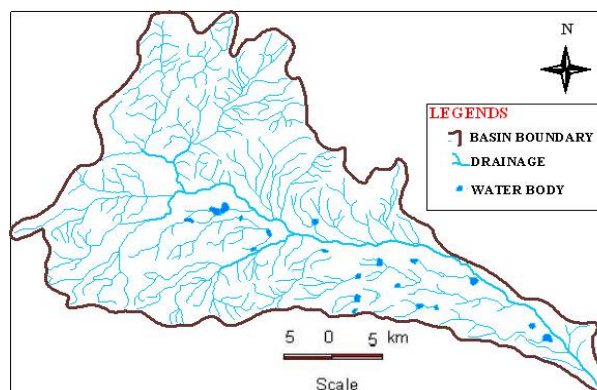 N
LEGENDS
BASIN BOUNDARY
DRAINAGE
WATER BODY
5 0 5 km
Scale